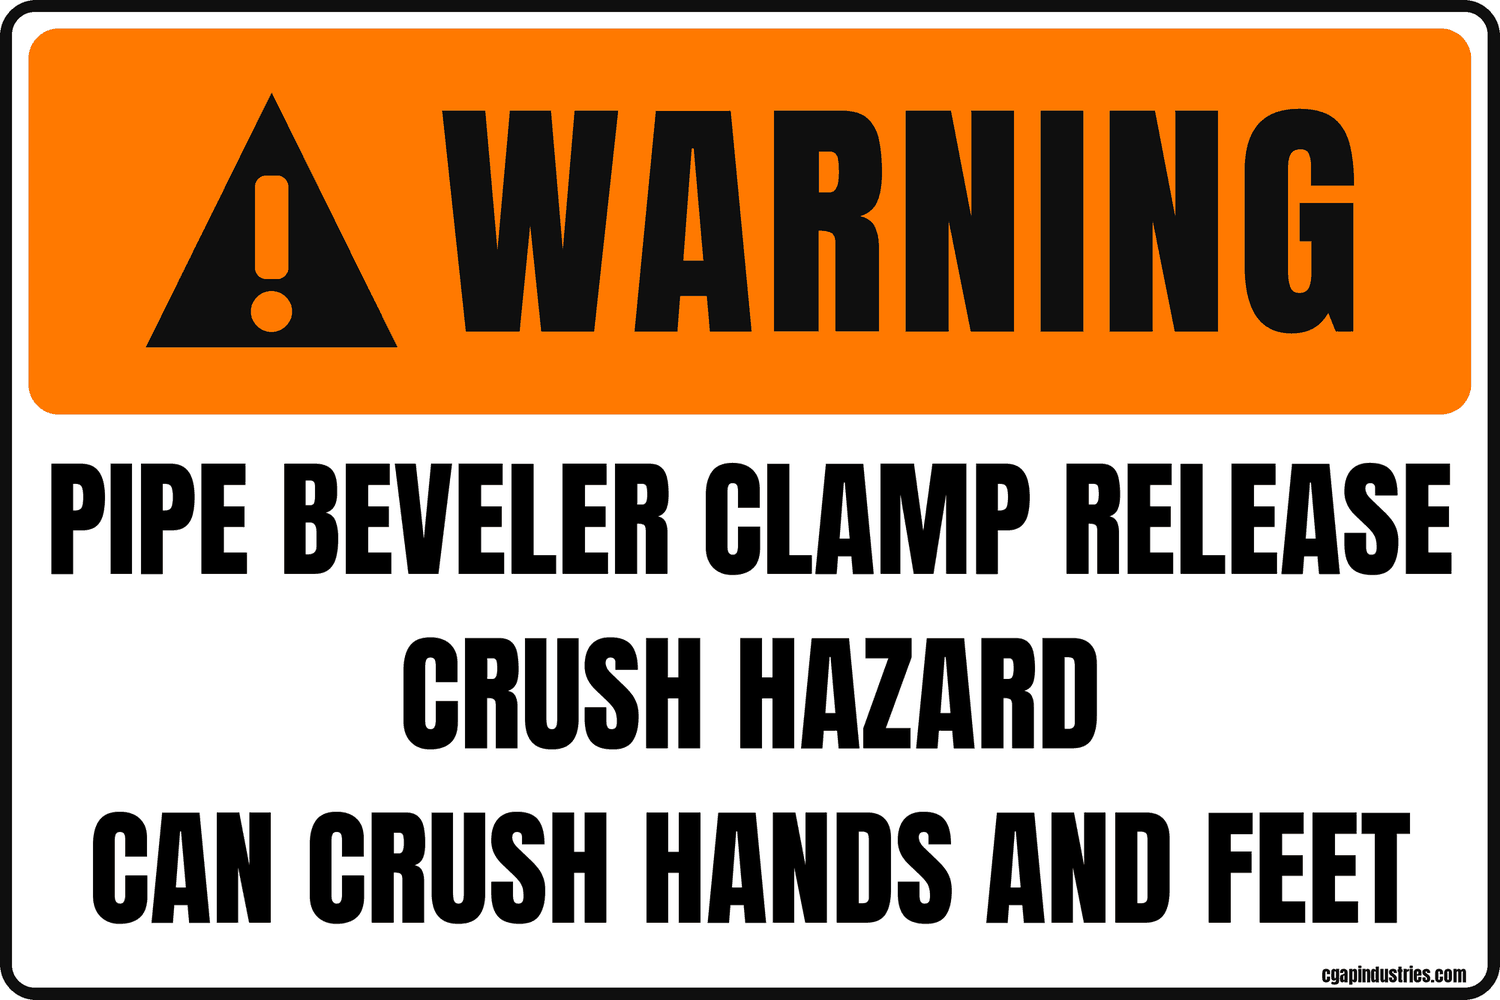 WARNING
PIPE BEVELER CLAMP RELEASE
CRUSH HAZARD
CAN CRUSH HANDS AND FEET
cgapindustries.com